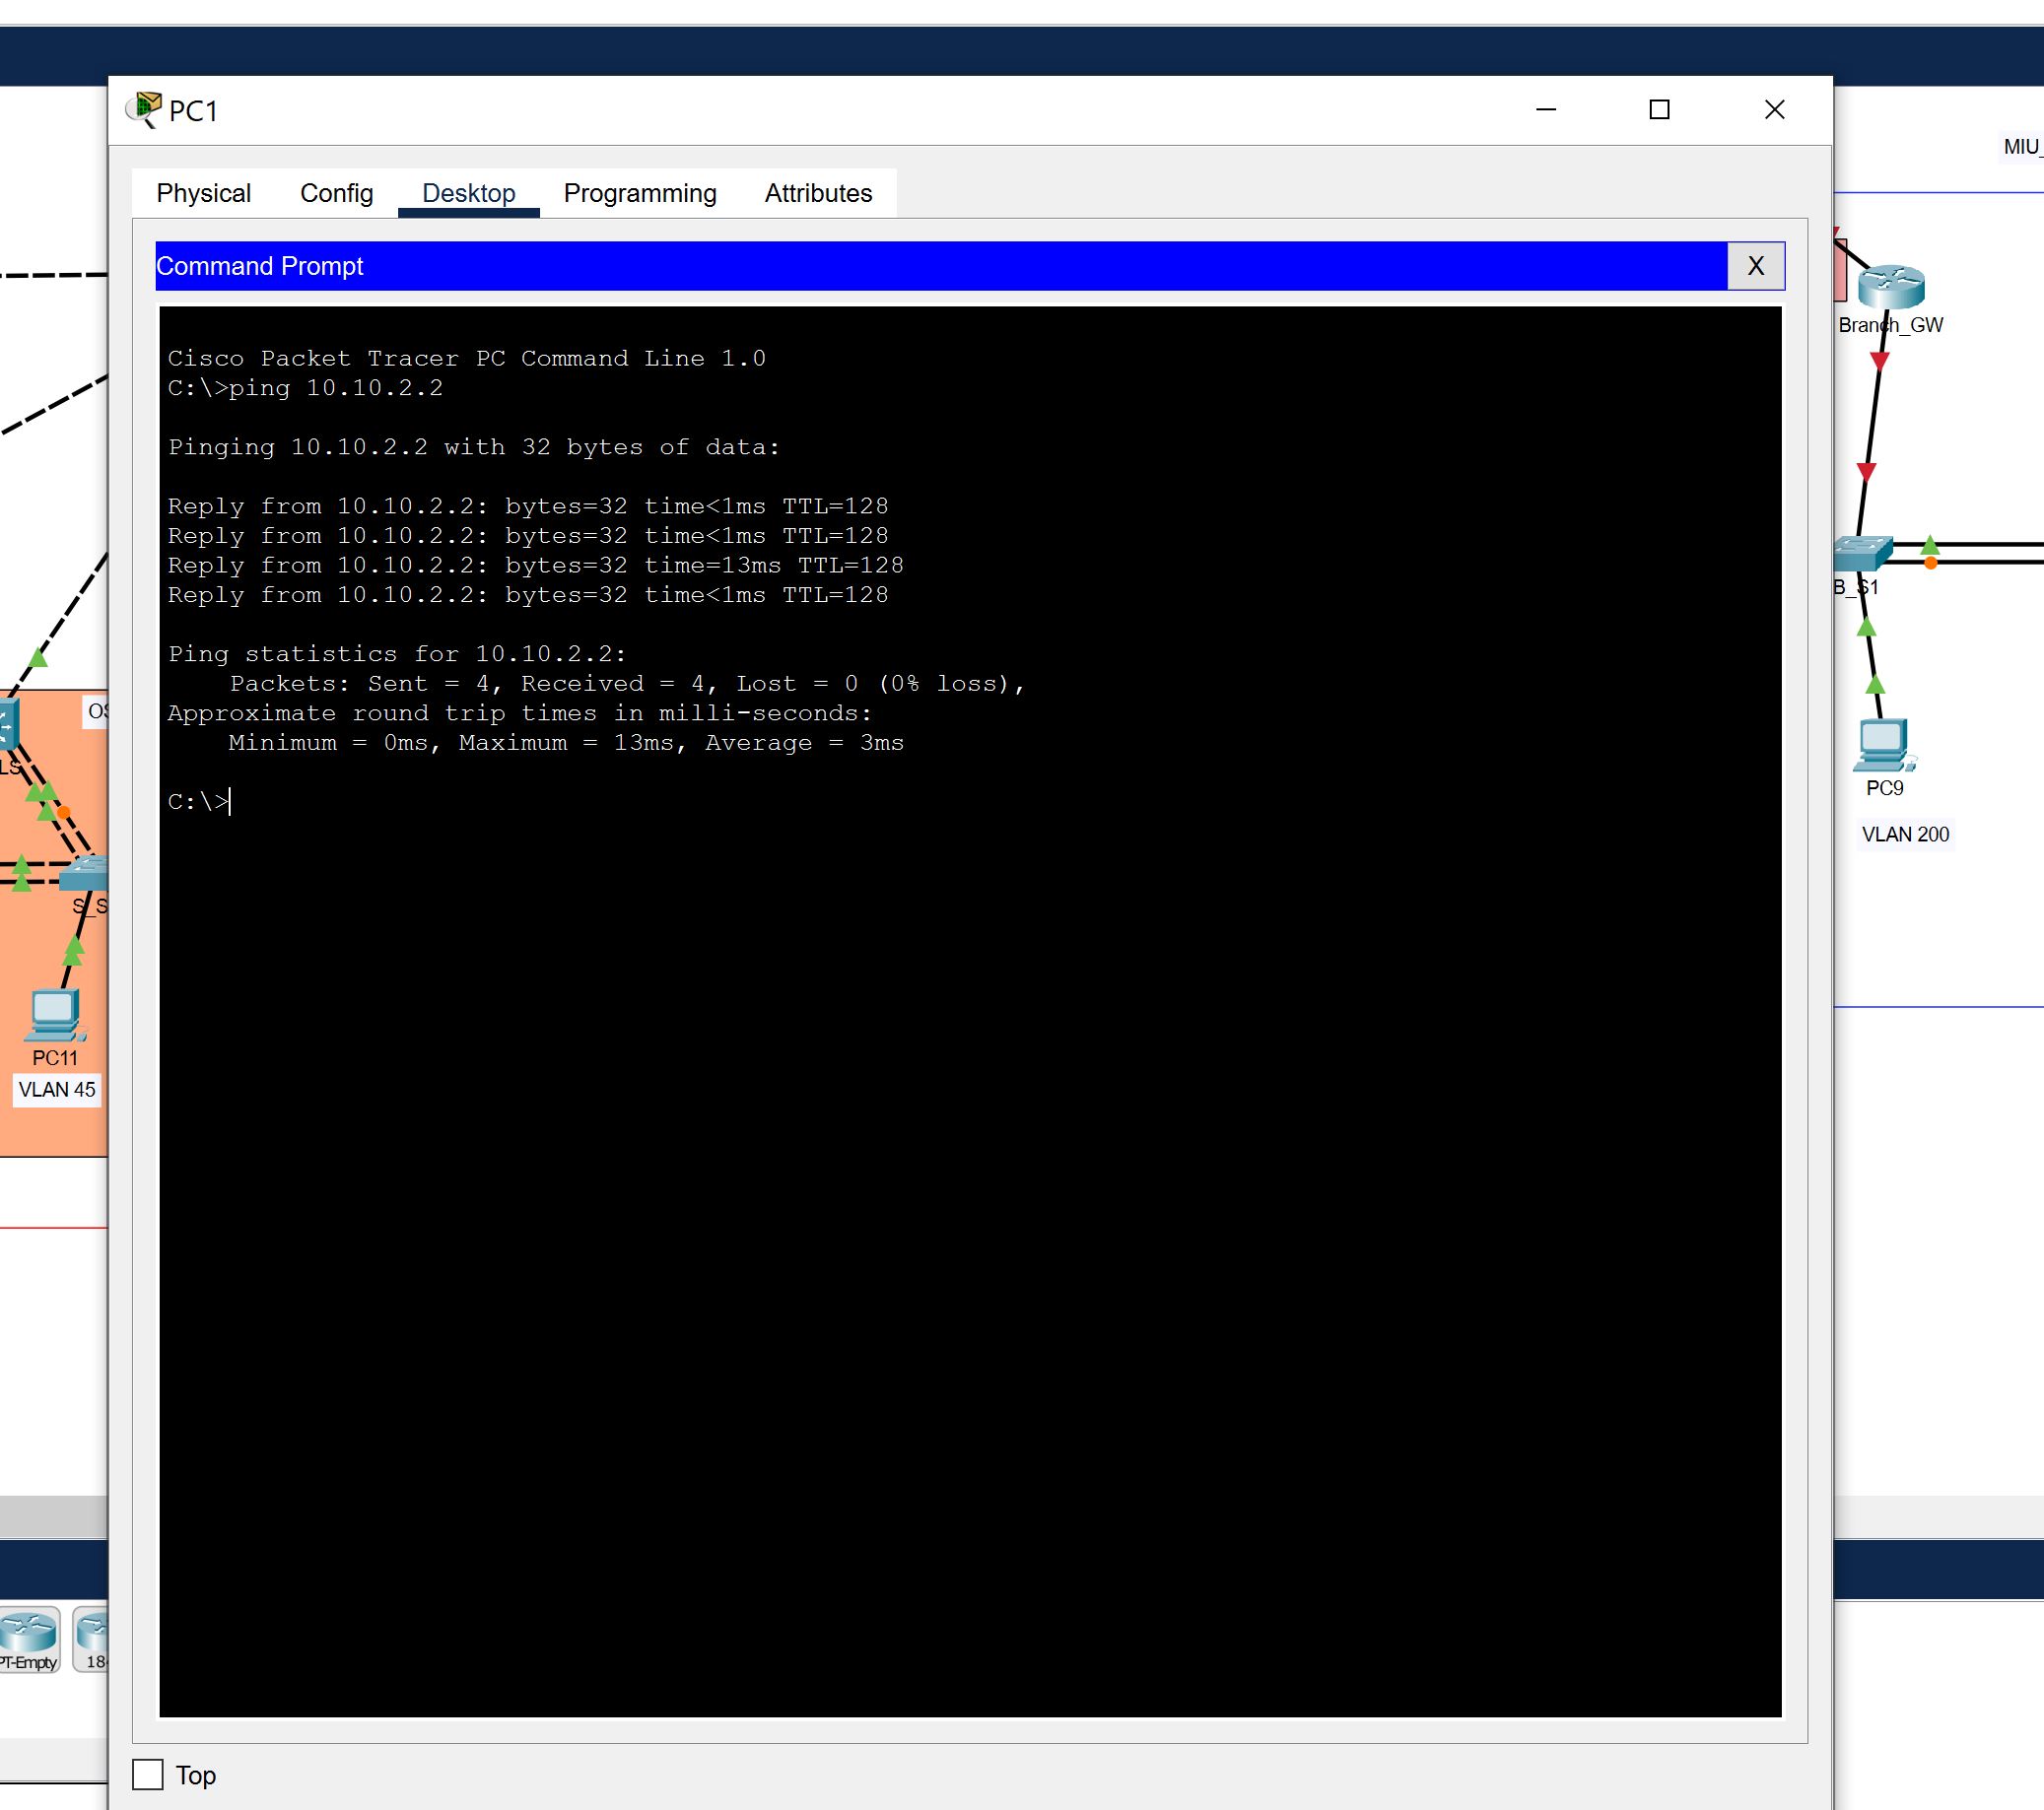 MIU_
PC1
Physical Config Desktop Programming Attributes
Command Prompt X
Cisco Packet Tracer PC Command Line 1.0
C:\>ping 10.10.2.2
Pinging 10.10.2.2 with 32 bytes of data:
Reply from 10.10.2.2: bytes=32 time<1ms TTL=128
Reply from 10.10.2.2: bytes=32 time<1ms TTL=128
Reply from 10.10.2.2: bytes=32 time=13ms TTL=128
Reply from 10.10.2.2: bytes=32 time<1ms TTL=128
Ping statistics for 10.10.2.2:
Packets: Sent = 4, Received = 4, Lost = 0 (0% loss),
Approximate round trip times in milli-seconds:
Minimum = 0ms, Maximum = 13ms, Average = 3ms
C:\>
Top
LS
S_S
PC11
VLAN 45
PT-Empty
18
Branch_GW
B_S1
PC9
VLAN 200